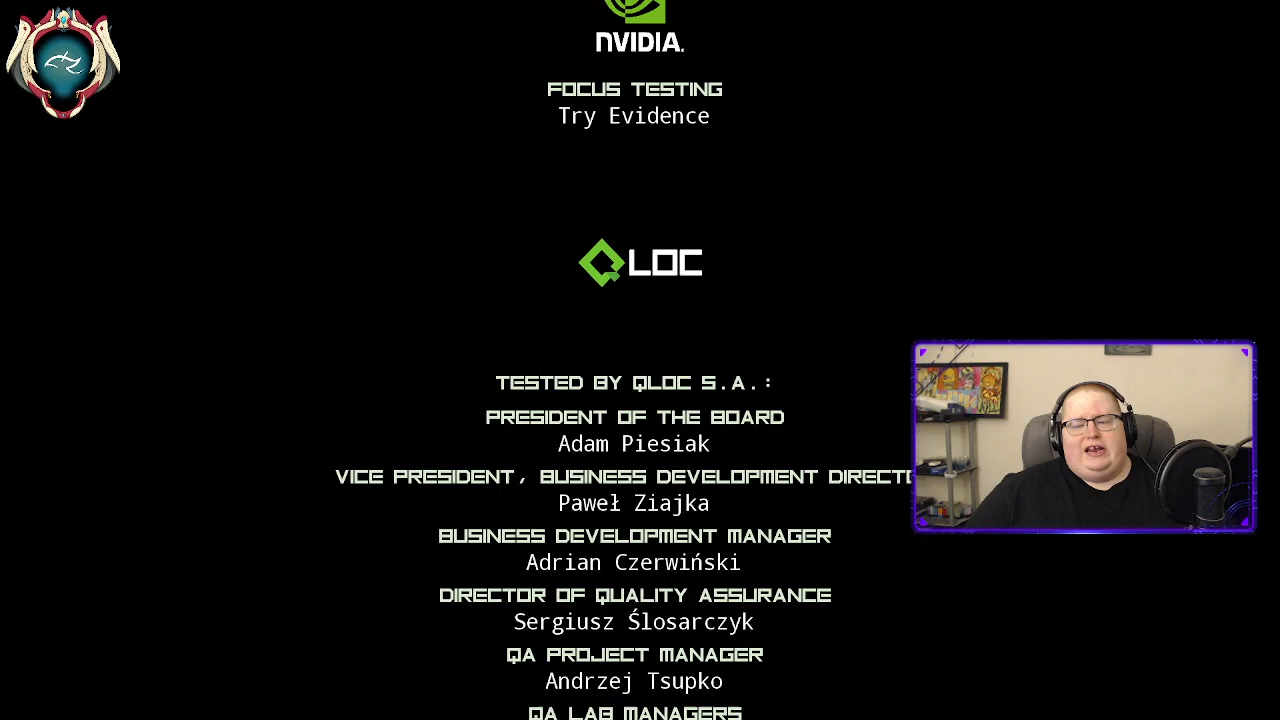 NVIDIA.
FOCUS TESTING
Try Evidence
QLOC
TESTED BY QLOC S.A.:
PRESIDENT OF THE BOARD
Adam Piesiak
VICE PRESIDENT, BUSINESS DEVELOPMENT
Paweł Ziajka
BUSINESS DEVELOPMENT MANAGER
Adrian Czerwiński
DIRECTOR OF QUALITY ASSURANCE
Sergiusz Ślosarczyk
QA PROJECT MANAGER
Andrzej Tsupko
QA LAB MANAGERS